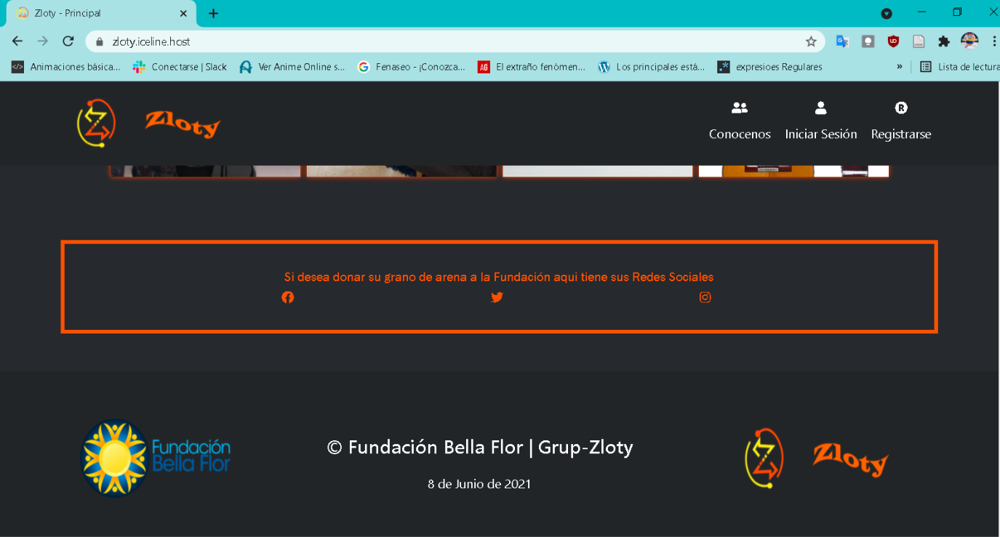 Zloty - Principal
zloty.iceline.host
Animaciones básica...
Conectarse | Slack
Ver Anime Online s...
Fenaseo - ¡Conozca...
AG
El extraño fenómen...
Los principales está...
expresioes Regulares
»
Lista de lectura
Zloty
Conocenos
Iniciar Sesión
R
Registrarse
Si desea donar su grano de arena a la Fundación aqui tiene sus Redes Sociales
Fundación
Bella Flor
© Fundación Bella Flor | Grup-Zloty
8 de Junio de 2021
Zloty